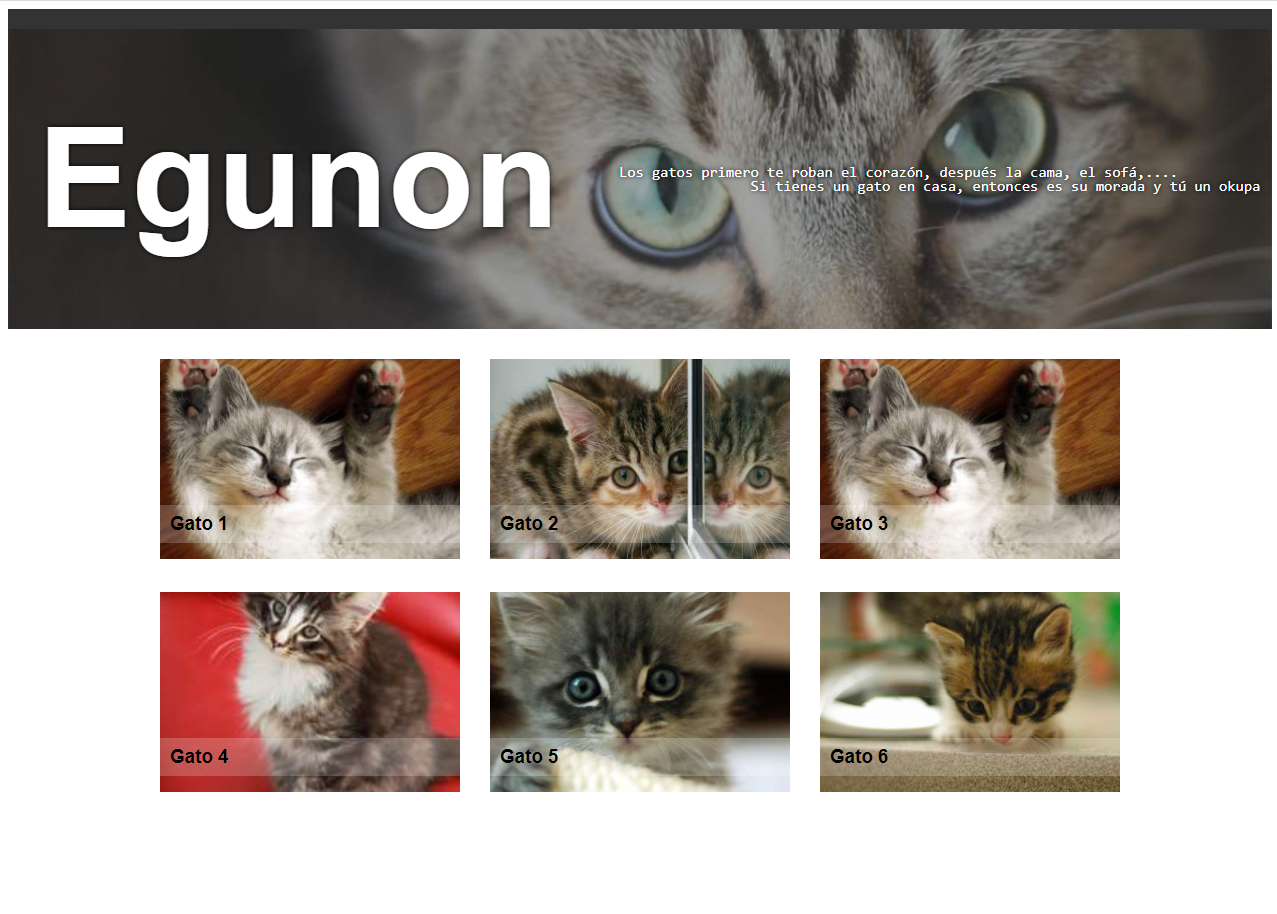 Egunon
Los gatos primero te roban el corazón, después la cama, el sofá,....
Si tienes un gato en casa, entonces es su morada y tú un okupa
Gato 1
Gato 2
Gato 3
Gato 4
Gato 5
Gato 6